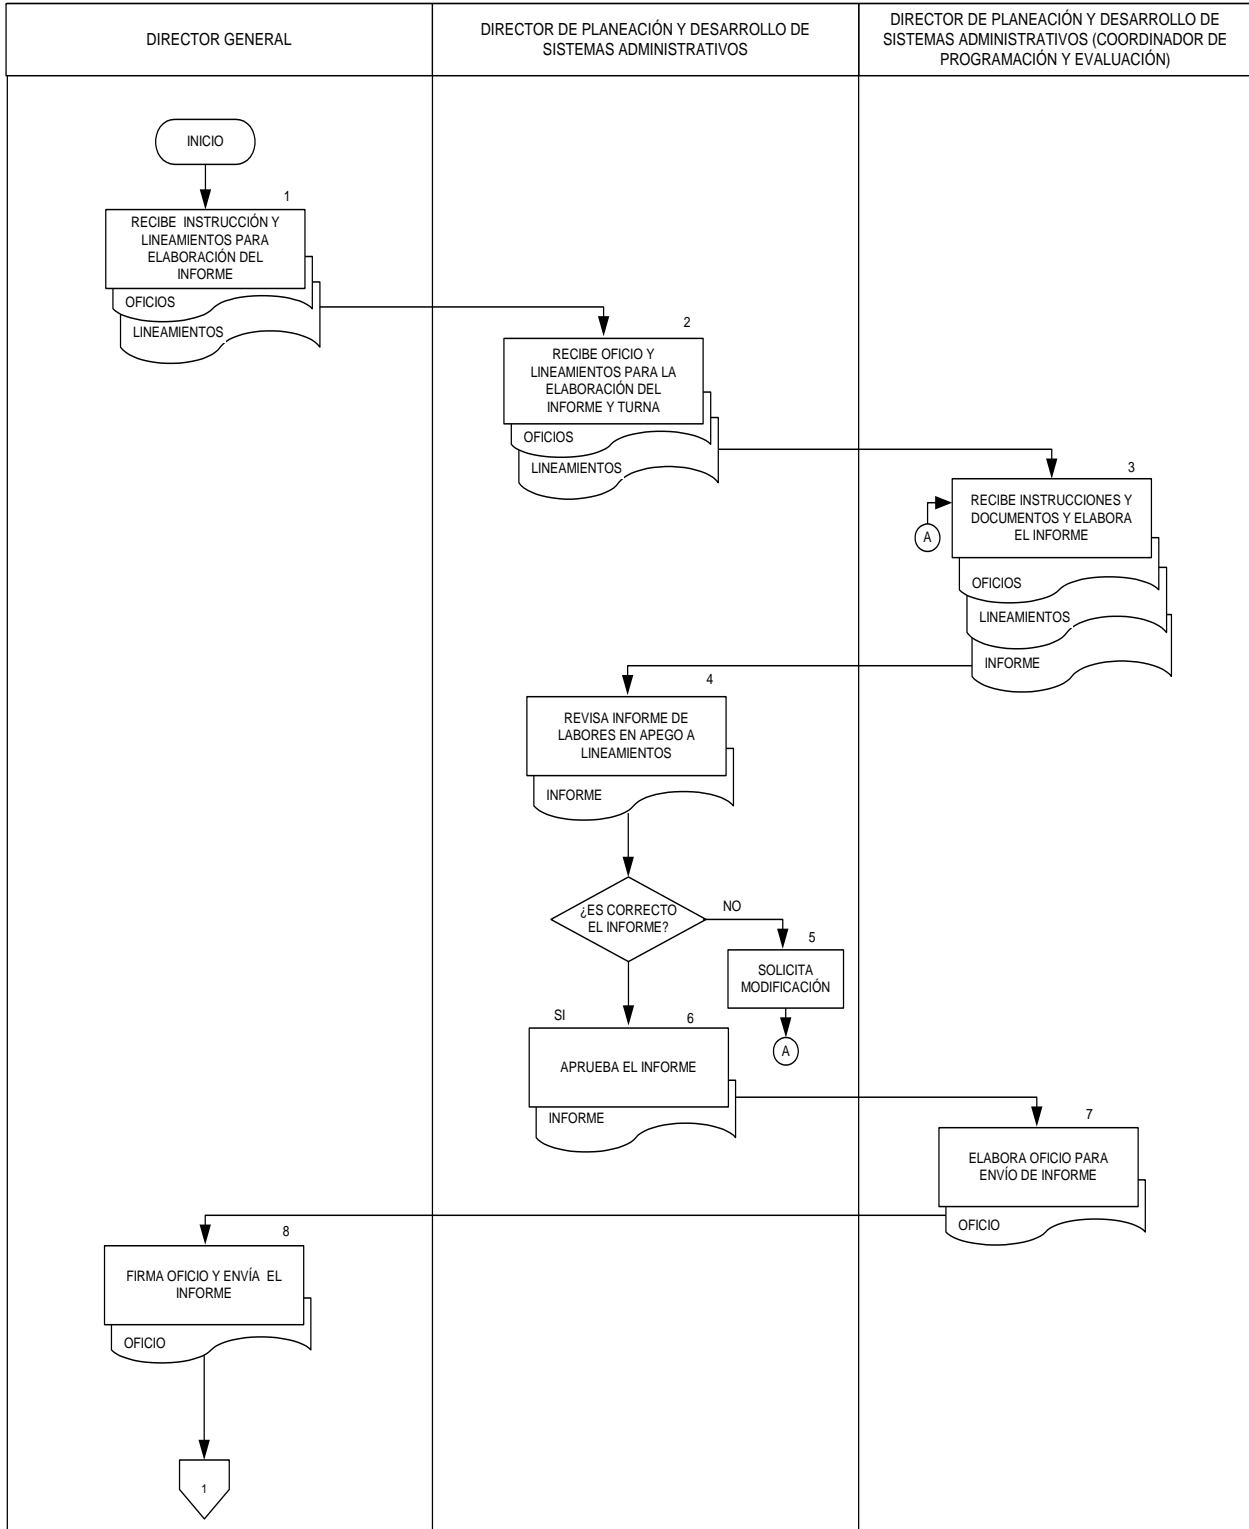 DIRECTOR GENERAL
DIRECTOR DE PLANEACIÓN Y DESARROLLO DE
SISTEMAS ADMINISTRATIVOS
DIRECTOR DE PLANEACIÓN Y DESARROLLO DE
SISTEMAS ADMINISTRATIVOS (COORDINADOR DE
PROGRAMACIÓN Y EVALUACIÓN)
INICIO
1
RECIBE INSTRUCCIÓN Y
LINEAMIENTOS PARA
ELABORACIÓN DEL
INFORME
OFICIOS
LINEAMIENTOS
2
RECIBE OFICIO Y
LINEAMIENTOS PARA LA
ELABORACIÓN DEL
INFORME Y TURNA
OFICIOS
LINEAMIENTOS
3
RECIBE INSTRUCCIONES Y
DOCUMENTOS Y ELABORA
EL INFORME
A
OFICIOS
LINEAMIENTOS
INFORME
4
REVISA INFORME DE
LABORES EN APEGO A
LINEAMIENTOS
INFORME
¿ES CORRECTO
EL INFORME?
NO
5
SOLICITA
MODIFICACIÓN
A
SI
6
APRUEBA EL INFORME
INFORME
7
ELABORA OFICIO PARA
ENVÍO DE INFORME
OFICIO
8
FIRMA OFICIO Y ENVÍA EL
INFORME
OFICIO
1